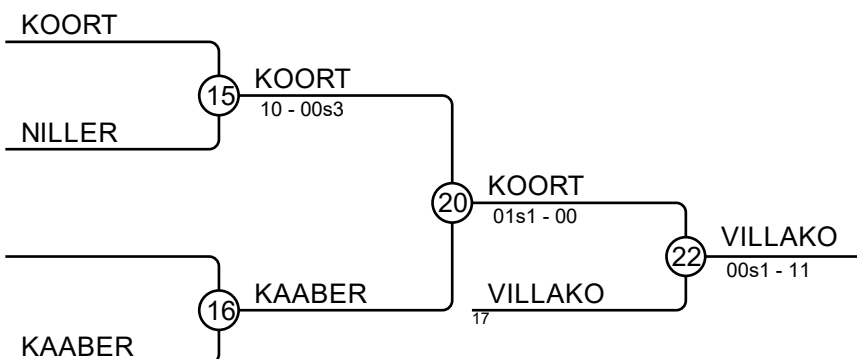 KOORT
15
KOORT
10 - 00s3
NILLER
20
KOORT
01s1 - 00
22
VILLAKO
00s1 - 11
16
KAABER
VILLAKO
17
KAABER